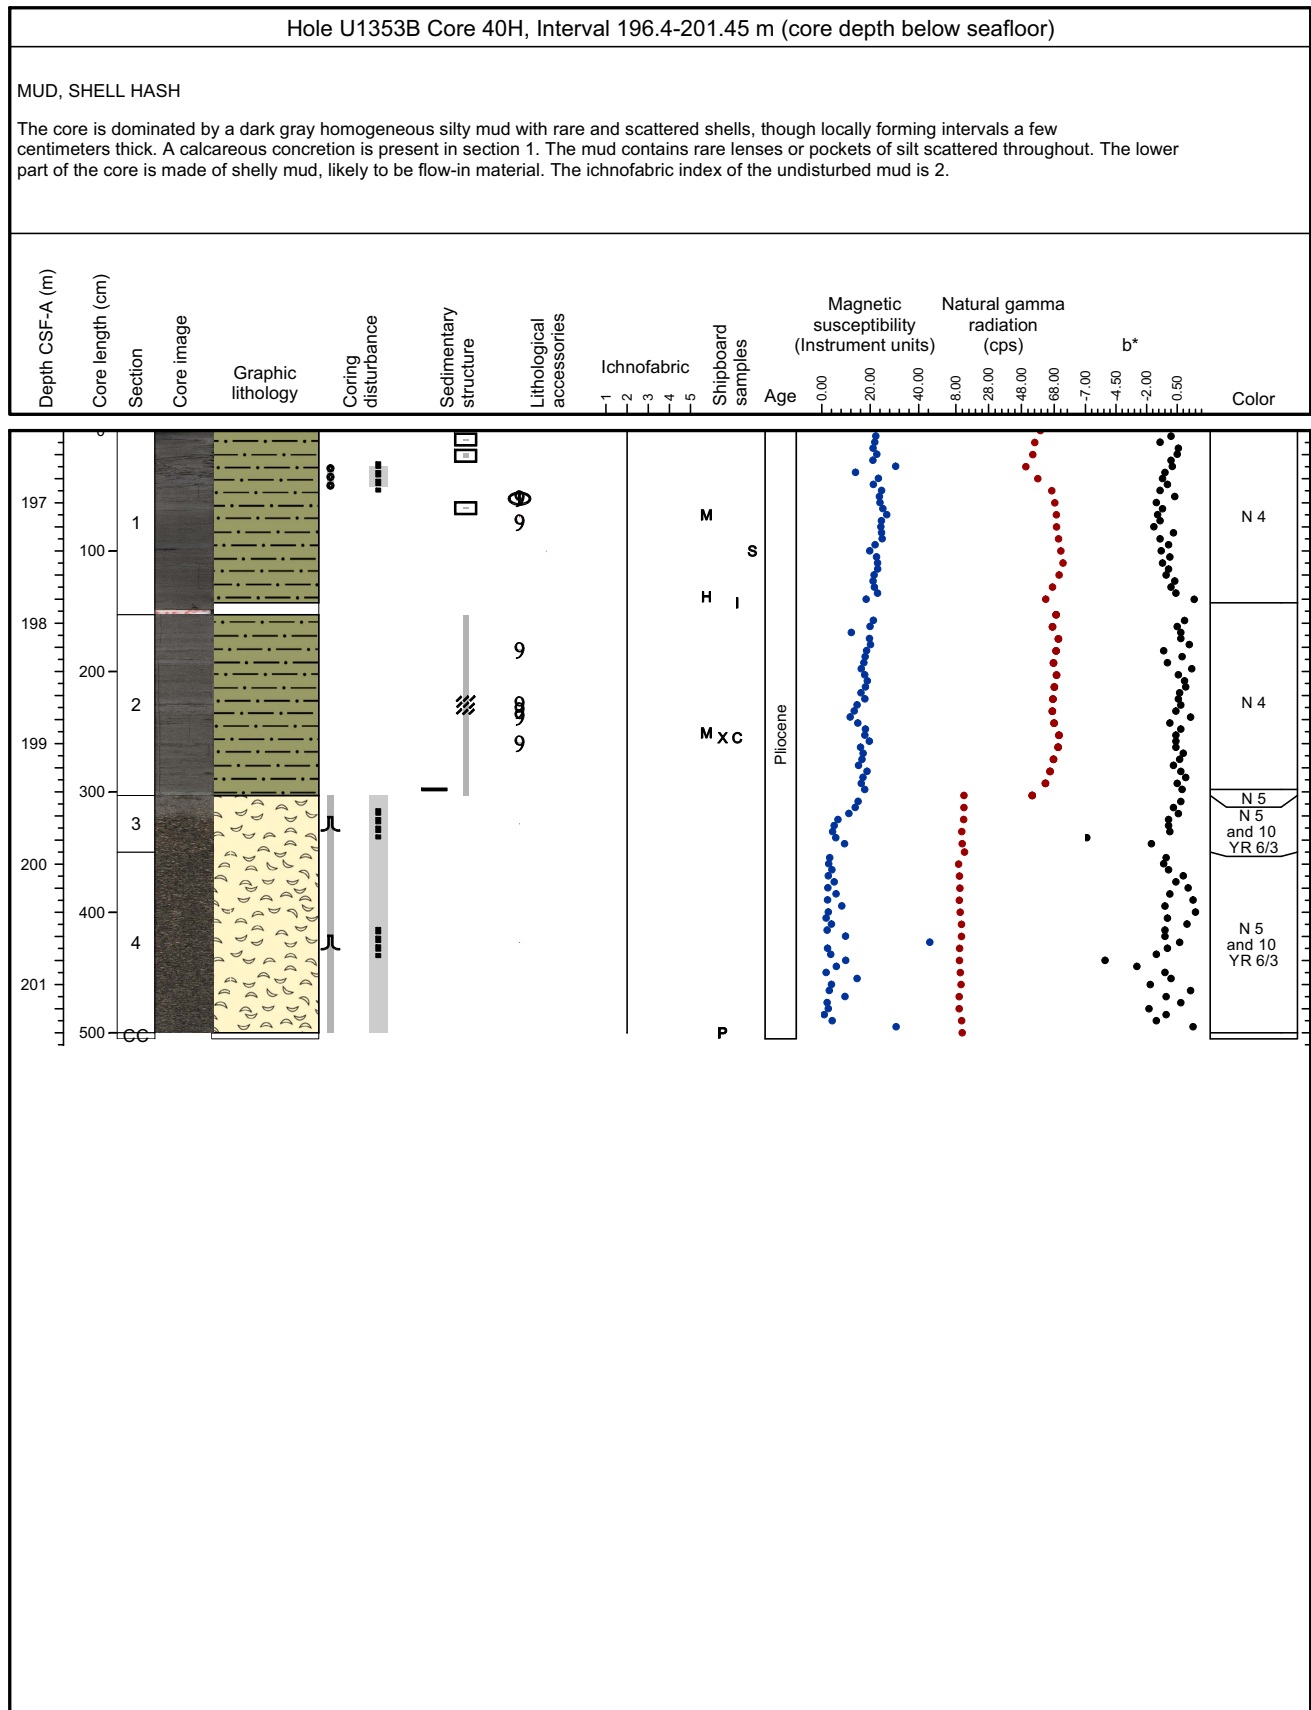 Hole U1353B Core 40H, Interval 196.4-201.45 m (core depth below seafloor)
MUD, SHELL HASH
The core is dominated by a dark gray homogeneous silty mud with rare and scattered shells, though locally forming intervals a few
centimeters thick. A calcareous concretion is present in section 1. The mud contains rare lenses or pockets of silt scattered throughout. The lower
part of the core is made of shelly mud, likely to be flow-in material. The ichnofabric index of the undisturbed mud is 2.
Depth CSF-A (m)
Core length (cm)
Section
Core image
Graphic
lithology
Coring
disturbance
Sedimentary
structure
Lithological
accessories
Ichnofabric
1 2 3 4 5
Shipboard
samples
Age
Magnetic
susceptibility
(Instrument units)
0.00 20.00 40.00
Natural gamma
radiation
(cps)
8.00 28.00 48.00 68.00
b*
-7.00 -4.50 -2.00 0.50
Color
0
197
1
M
N 4
100
S
H
I
198
200
2
N 4
M X C
199
Pliocene
300
N 5
3
N 5
and 10
YR 6/3
200
400
4
N 5
and 10
YR 6/3
201
500
CC
P